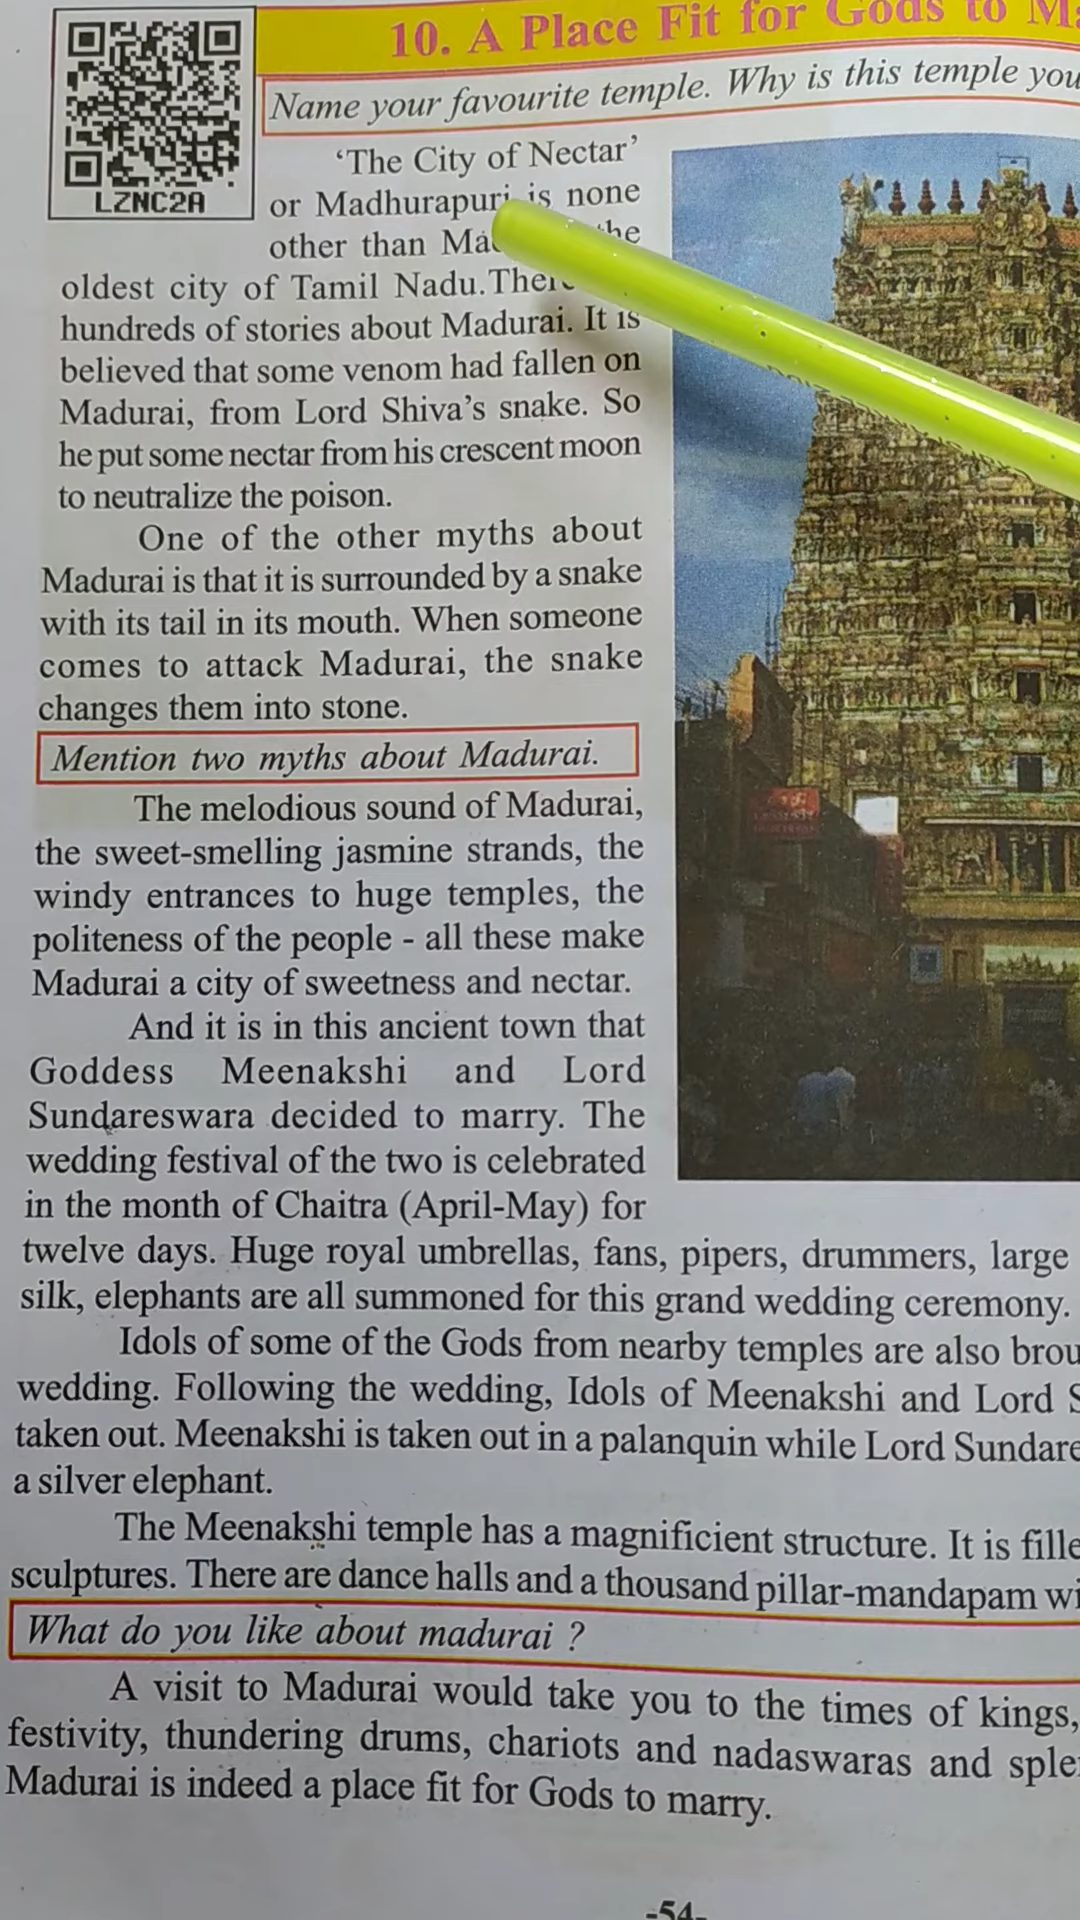 LZNC2A
10. A Place Fit for Gods to
Name your favourite temple. Why is this temple
'The City of Nectar'
or Madhurapuri is none
other than the
oldest city of Tamil Nadu.
hundreds of stories about Madurai. It is
believed that some venom had fallen on
Madurai, from Lord Shiva's snake. So
he put some nectar from his crescent moon
to neutralize the poison.
One of the other myths about
Madurai is that it is surrounded by a snake
with its tail in its mouth. When someone
comes to attack Madurai, the snake
changes them into stone.
Mention two myths about Madurai.
The melodious sound of Madurai,
the sweet-smelling jasmine strands, the
windy entrances to huge temples, the
politeness of the people - all these make
Madurai a city of sweetness and nectar.
And it is in this ancient town that
Goddess Meenakshi and Lord
Sundareswara decided to marry. The
wedding festival of the two is celebrated
in the month of Chaitra (April-May) for
twelve days. Huge royal umbrellas, fans, pipers, drummers, large
silk, elephants are all summoned for this grand wedding ceremony.
Idols of some of the Gods from nearby temples are also
wedding. Following the wedding, Idols of Meenakshi and Lord
taken out. Meenakshi is taken out in a palanquin while Lord
a silver elephant.
The Meenakshi temple has a magnificient structure. It is
sculptures. There are dance halls and a thousand pillar-mandapam
What do you like about madurai ?
A visit to Madurai would take you to the times of kings,
festivity, thundering drums, chariots and nadaswaras and
Madurai is indeed a place fit for Gods to marry.
-54-